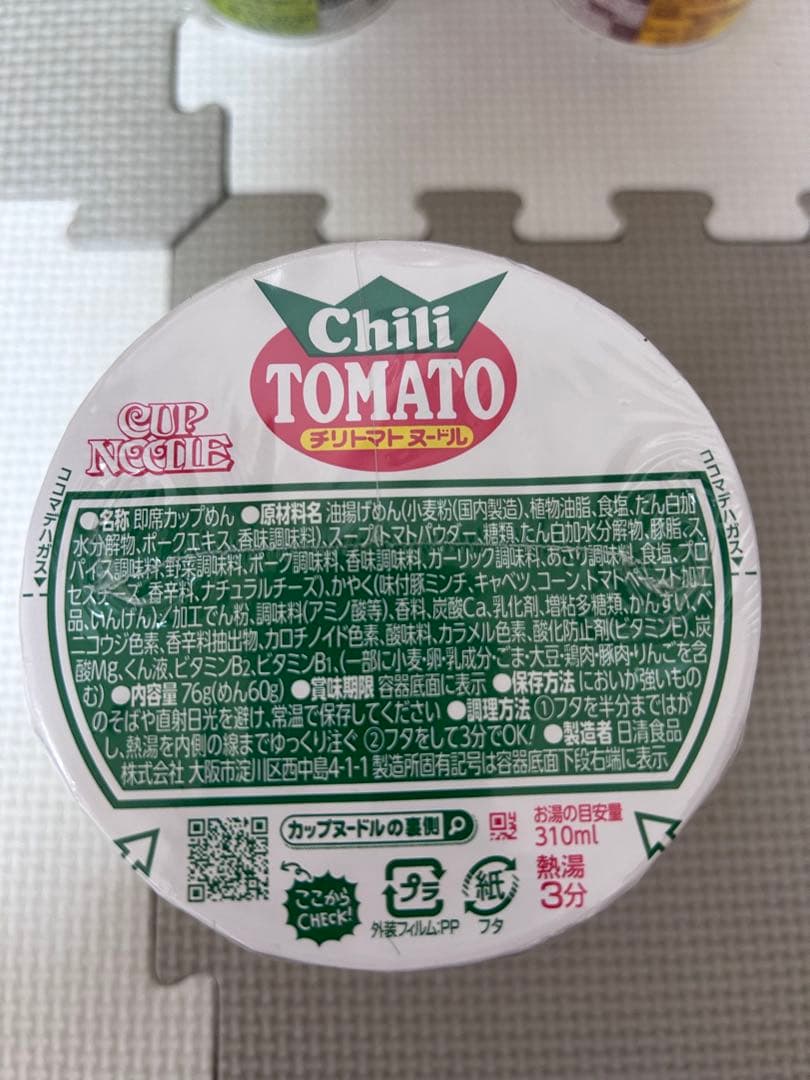 Chili
TOMATO
チリトマト ヌードル
CUP
NOODLE
ココマデハガス
ココマデハガス
●名称 即席カップめん ●原材料名 油揚げめん(小麦粉(国内製造)、植物油脂、食塩、たん白加
水分解物、ポークエキス、香味調味料)、スープ(トマトパウダー、糖類、たん白加水分解物、豚脂、ス
パイス調味料、野菜調味料、ポーク調味料、香味調味料、ガーリック調味料、あさり調味料、食塩、プロ
セスチーズ、香辛料、ナチュラルチーズ)、かやく(味付豚ミンチ、キャベツ、コーン、トマトペースト加工
品、いんげん)／加工でん粉、調味料(アミノ酸等)、香料、炭酸Ca、乳化剤、増粘多糖類、かんすい、ベ
ニコウジ色素、香辛料抽出物、カロチノイド色素、酸味料、カラメル色素、酸化防止剤(ビタミンE)、炭
酸Mg、くん液、ビタミンB2、ビタミンB1、(一部に小麦・卵・乳成分・ごま・大豆・鶏肉・豚肉・りんごを含
む) ●内容量 76g(めん60g) ●賞味期限 容器底面に表示 ●保存方法 においが強いもの
のそばや直射日光を避け、常温で保存してください ●調理方法 ①フタを半分まではが
し、熱湯を内側の線までゆっくり注ぐ ②フタをして3分でOK! ●製造者 日清食品
株式会社 大阪市淀川区西中島4-1-1 製造所固有記号は容器底面 下段右端に表示
カップヌードルの裏側
お湯の目安量
310ml
熱湯
3分
ここから
CHECK!
プラ
外装フィルム:PP
紙
フタ